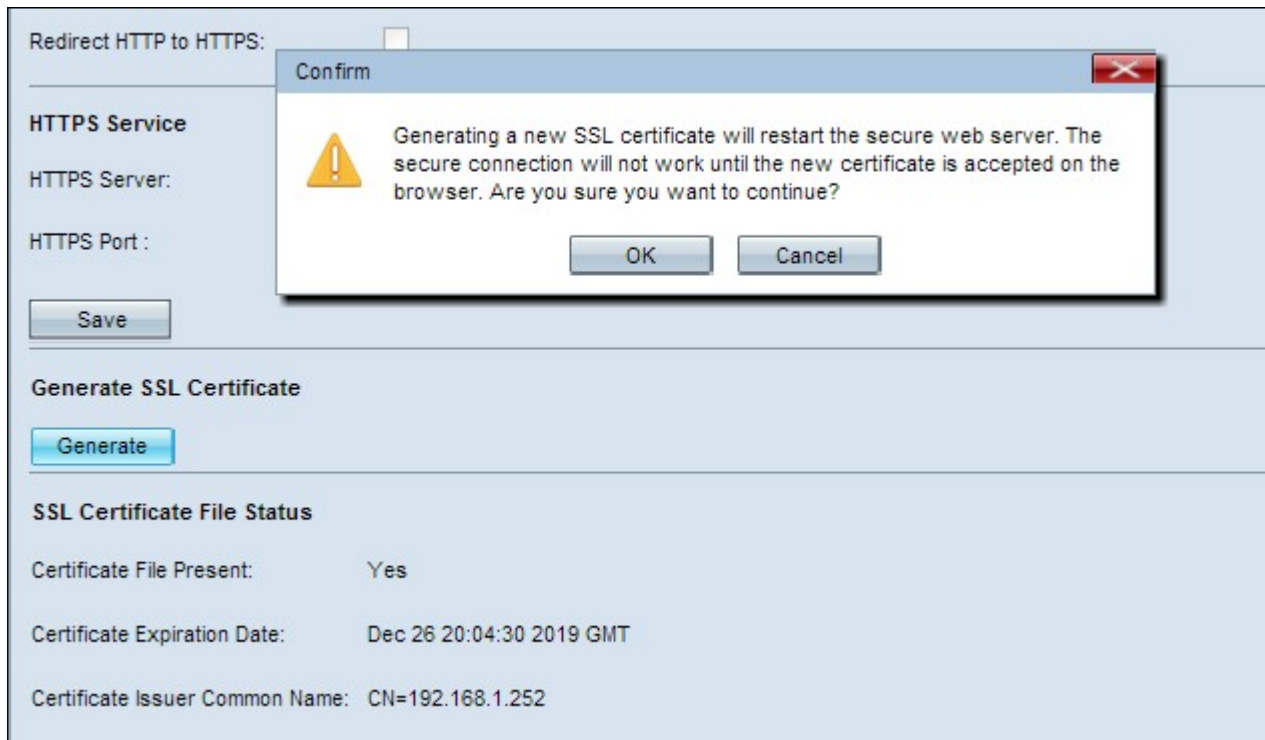 Redirect HTTP to HTTPS:
Confirm
Generating a new SSL certificate will restart the secure web server. The
secure connection will not work until the new certificate is accepted on the
browser. Are you sure you want to continue?
OK Cancel
HTTPS Service
HTTPS Server:
HTTPS Port :
Save
Generate SSL Certificate
Generate
SSL Certificate File Status
Certificate File Present: Yes
Certificate Expiration Date: Dec 26 20:04:30 2019 GMT
Certificate Issuer Common Name: CN=192.168.1.252